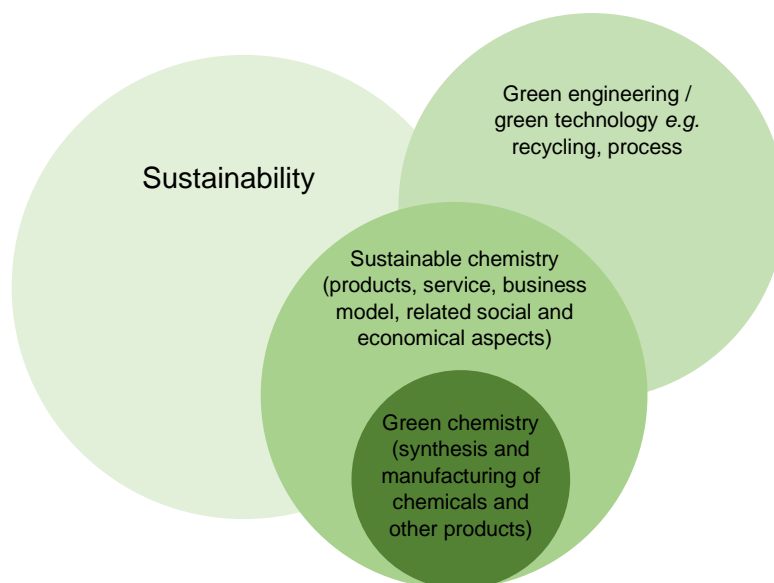 Green engineering /
green technology e.g.
recycling, process
Sustainability
Sustainable chemistry
(products, service, business
model, related social and
economical aspects)
Green chemistry
(synthesis and
manufacturing of
chemicals and
other products)